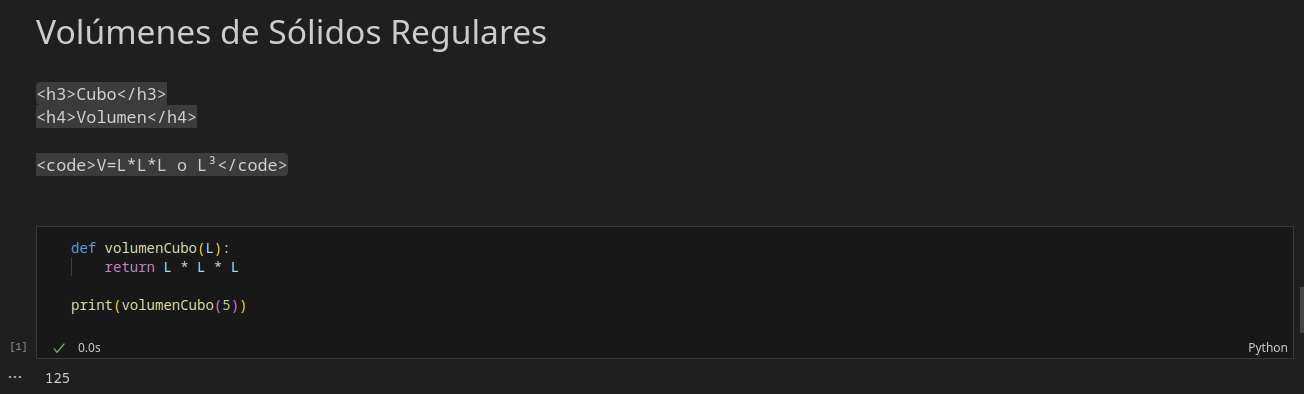 Volúmenes de Sólidos Regulares
<h3>Cubo</h3>
<h4>Volumen</h4>
<code>V=L*L*L o L³</code>
def volumenCubo(L):
    return L * L * L
print(volumenCubo(5))
[1] 0.0s Python
... 125